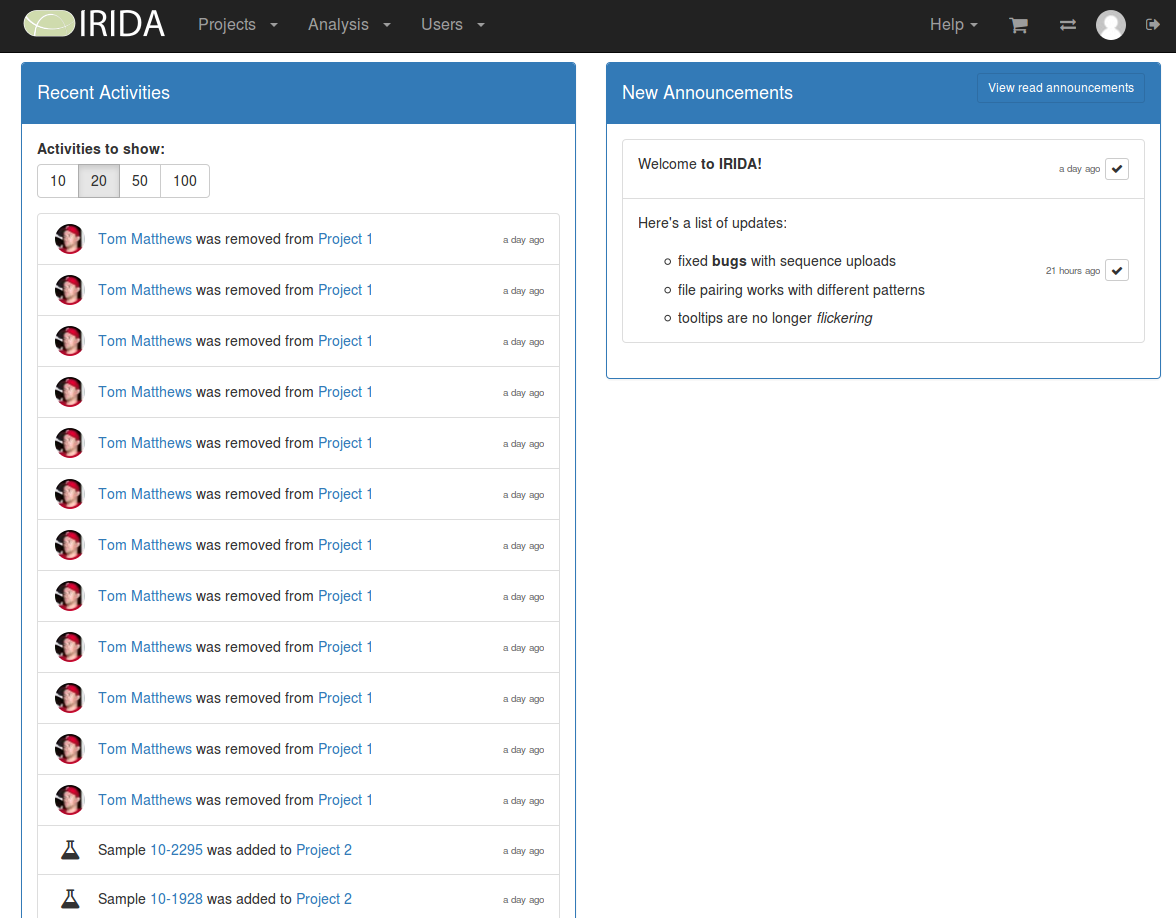 IRIDA Projects Analysis Users Help
Recent Activities
Activities to show:
10 20 50 100
Tom Matthews was removed from Project 1 a day ago
Tom Matthews was removed from Project 1 a day ago
Tom Matthews was removed from Project 1 a day ago
Tom Matthews was removed from Project 1 a day ago
Tom Matthews was removed from Project 1 a day ago
Tom Matthews was removed from Project 1 a day ago
Tom Matthews was removed from Project 1 a day ago
Tom Matthews was removed from Project 1 a day ago
Tom Matthews was removed from Project 1 a day ago
Tom Matthews was removed from Project 1 a day ago
Tom Matthews was removed from Project 1 a day ago
Tom Matthews was removed from Project 1 a day ago
Sample 10-2295 was added to Project 2 a day ago
Sample 10-1928 was added to Project 2 a day ago
New Announcements View read announcements
Welcome to IRIDA! a day ago
Here's a list of updates:
fixed bugs with sequence uploads
21 hours ago
file pairing works with different patterns
tooltips are no longer flickering